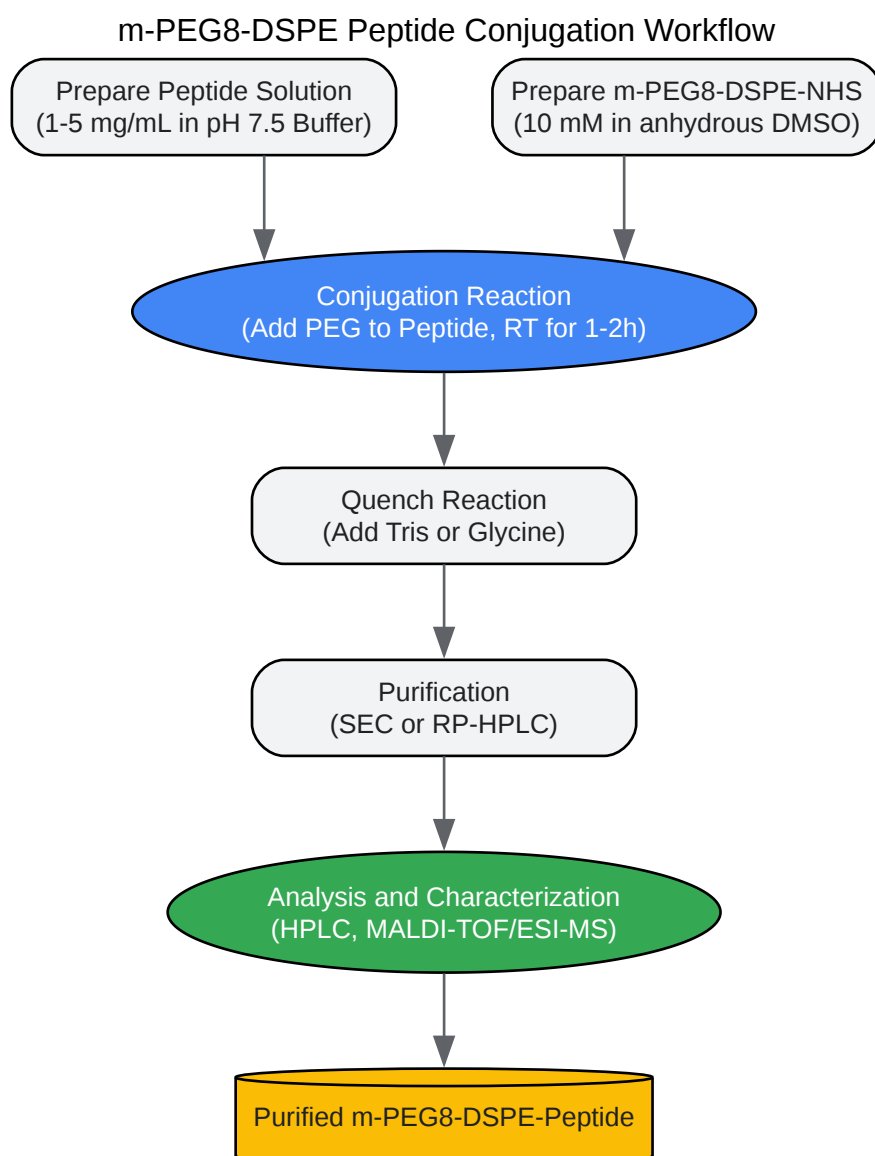 m-PEG8-DSPE Peptide Conjugation Workflow
Prepare Peptide Solution
(1-5 mg/mL in pH 7.5 Buffer)
Prepare m-PEG8-DSPE-NHS
(10 mM in anhydrous DMSO)
Conjugation Reaction
(Add PEG to Peptide, RT for 1-2h)
Quench Reaction
(Add Tris or Glycine)
Purification
(SEC or RP-HPLC)
Analysis and Characterization
(HPLC, MALDI-TOF/ESI-MS)
Purified m-PEG8-DSPE-Peptide